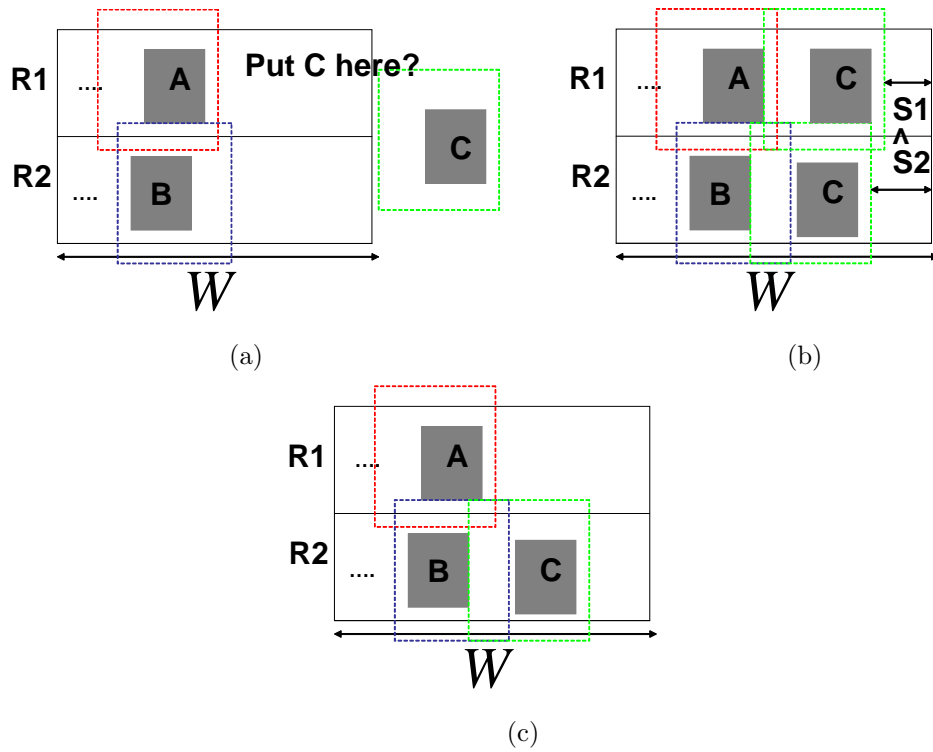 Put C here?
R1 .... A
C
R2 .... B
W
(a)
R1 .... A C
S1
^
S2
R2 .... B C
W
(b)
R1 .... A
R2 .... B C
W
(c)